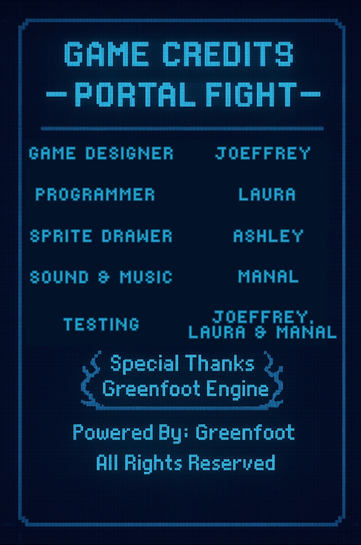 GAME CREDITS
— PORTAL FIGHT —
GAME DESIGNER JOEFFREY
PROGRAMMER LAURA
SPRITE DRAWER ASHLEY
SOUND & MUSIC MANAL
TESTING JOEFFREY,
LAURA & MANAL
Special Thanks
Greenfoot Engine
Powered By: Greenfoot
All Rights Reserved